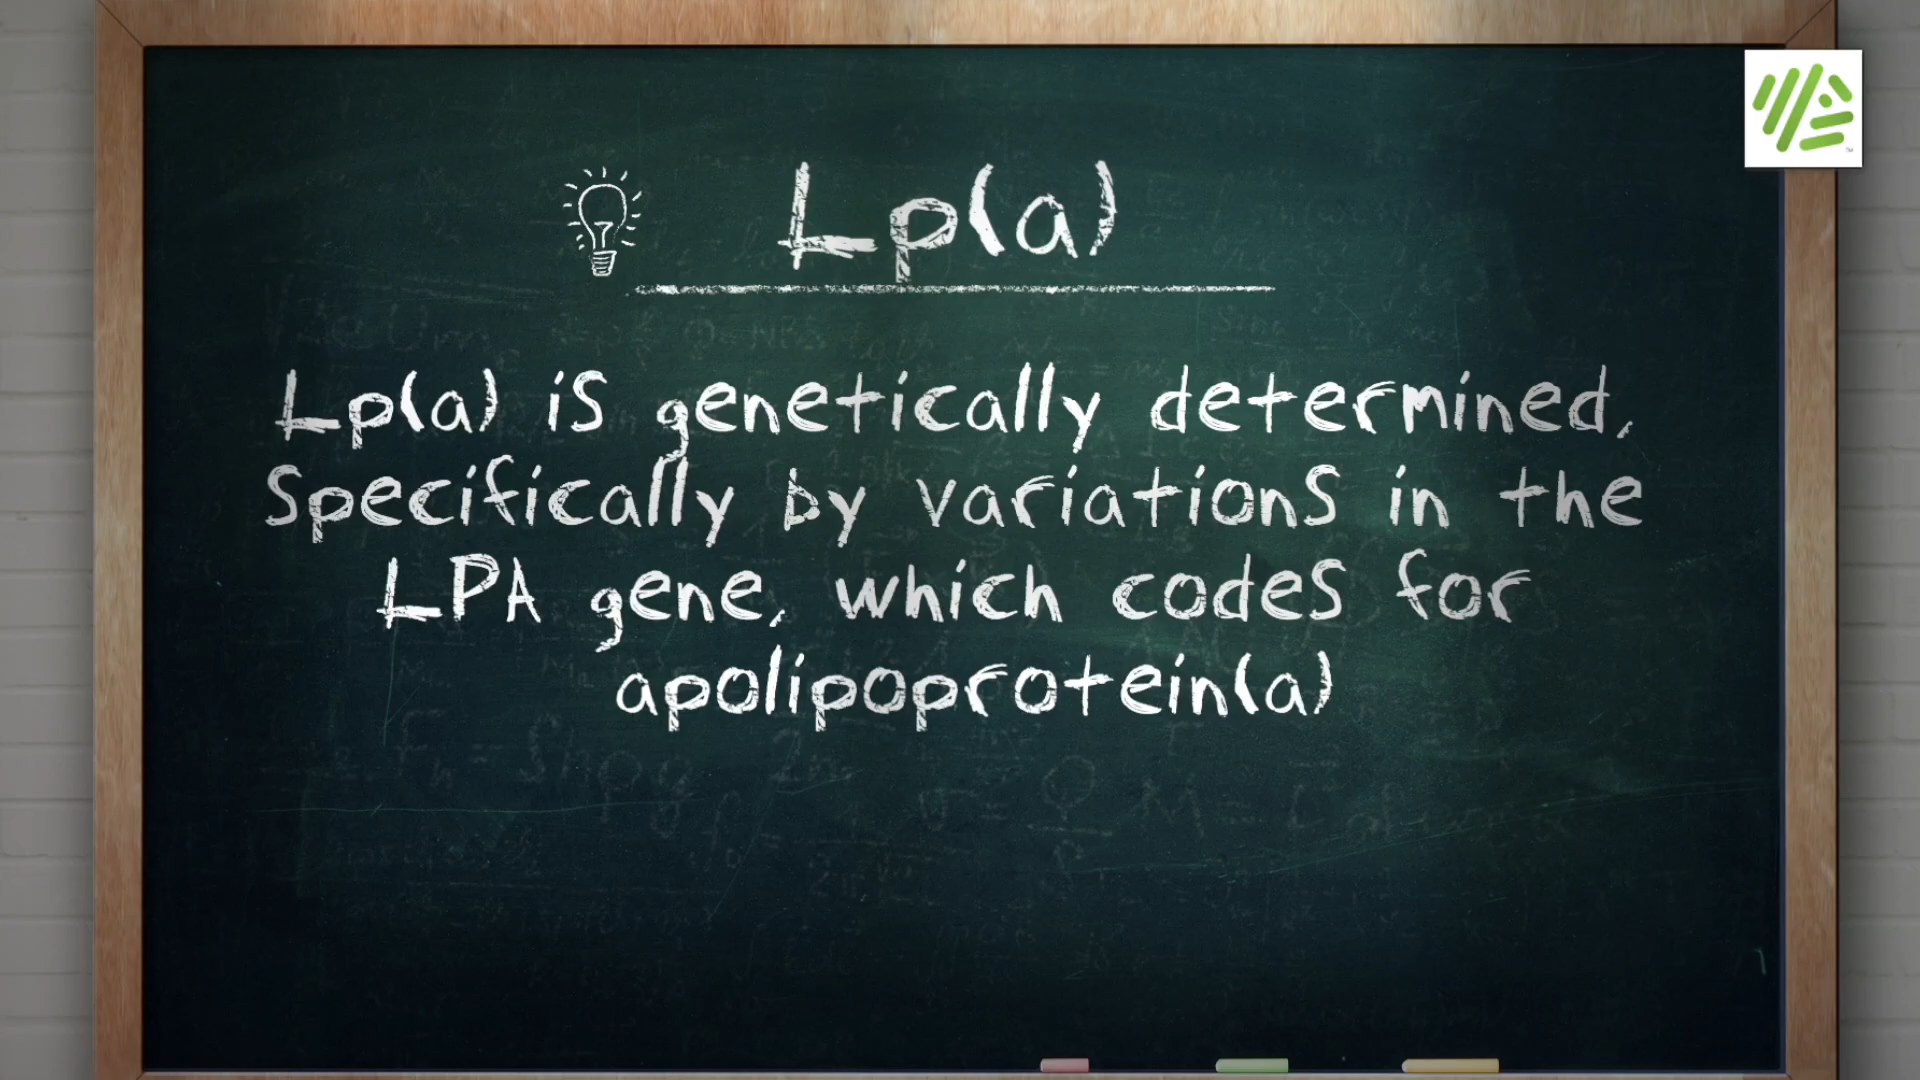 Lp(a)
Lp(a) is genetically determined,
Specifically by variations in the
LPA gene, which codes for
apolipoprotein(a)